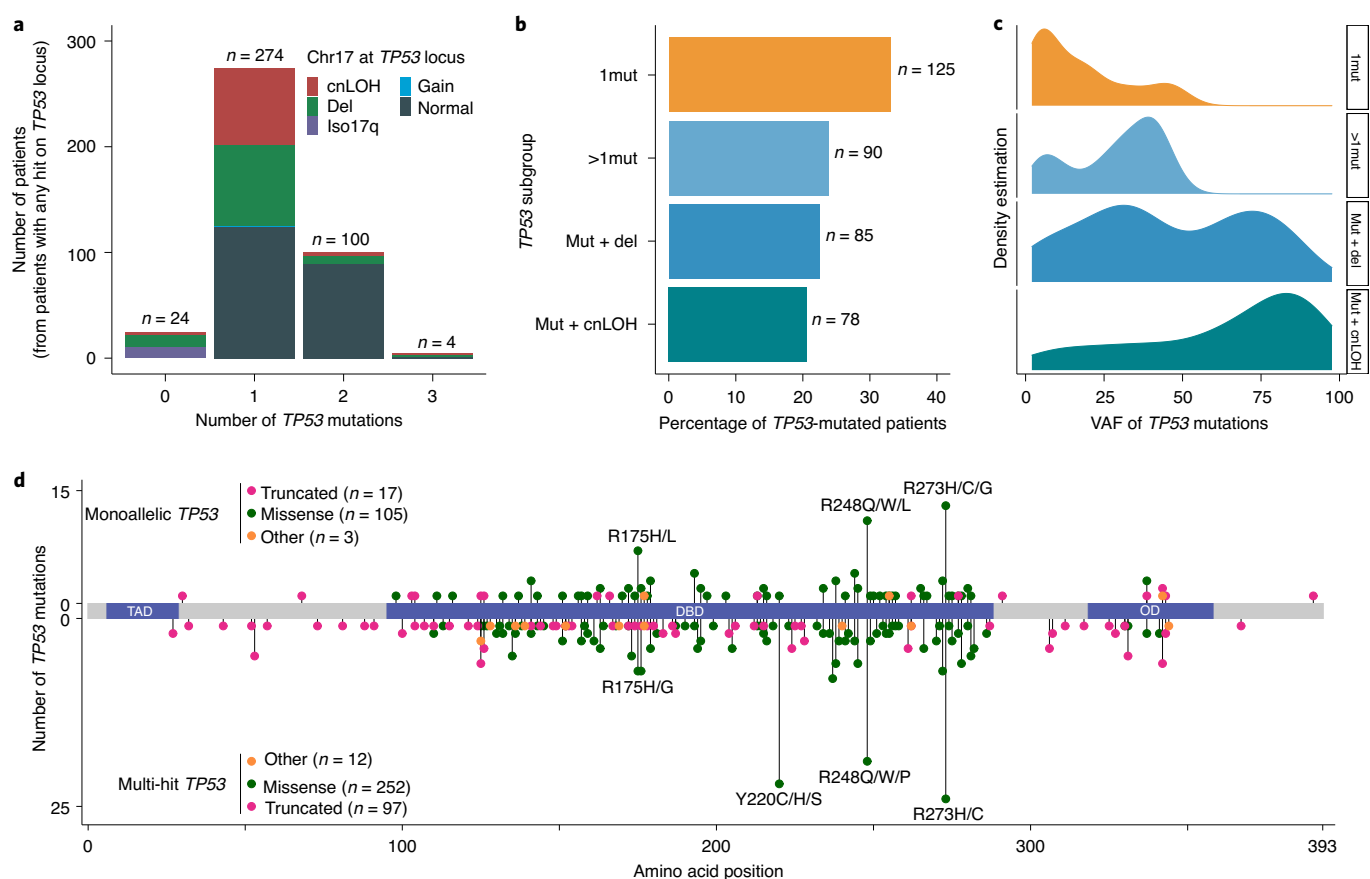 a
Number of patients
(from patients with any hit on TP53 locus)
300
200
100
0
n = 24
n = 274
n = 100
n = 4
Chr17 at TP53 locus
cnLOH
Del
Iso17q
Gain
Normal
0
1
2
3
Number of TP53 mutations
b
TP53 subgroup
1mut
>1mut
Mut + del
Mut + cnLOH
n = 125
n = 90
n = 85
n = 78
0
10
20
30
40
Percentage of TP53-mutated patients
c
Density estimation
1mut
>1mut
Mut + del
Mut + cnLOH
0
25
50
75
100
VAF of TP53 mutations
d
Number of TP53 mutations
15
0
0
25
Monoallelic TP53
Truncated (n = 17)
Missense (n = 105)
Other (n = 3)
R175H/L
R248Q/W/L
R273H/C/G
TAD
DBD
OD
R175H/G
Y220C/H/S
R248Q/W/P
R273H/C
Multi-hit TP53
Other (n = 12)
Missense (n = 252)
Truncated (n = 97)
0
100
200
300
393
Amino acid position